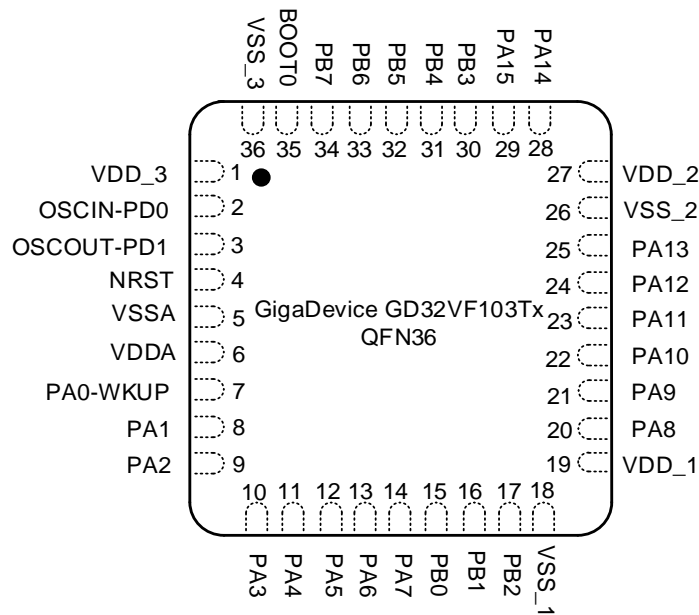 VSS_3 BOOT0 PB7 PB6 PB5 PB4 PB3 PA15 PA14
36 35 34 33 32 31 30 29 28
VDD_3 1 27 VDD_2
OSCIN-PD0 2 26 VSS_2
OSCOUT-PD1 3 25 PA13
NRST 4 24 PA12
VSSA 5 GigaDevice GD32VF103Tx 23 PA11
QFN36
VDDA 6 22 PA10
PA0-WKUP 7 21 PA9
PA1 8 20 PA8
PA2 9 19 VDD_1
10 11 12 13 14 15 16 17 18
PA3 PA4 PA5 PA6 PA7 PB0 PB1 PB2 VSS_1